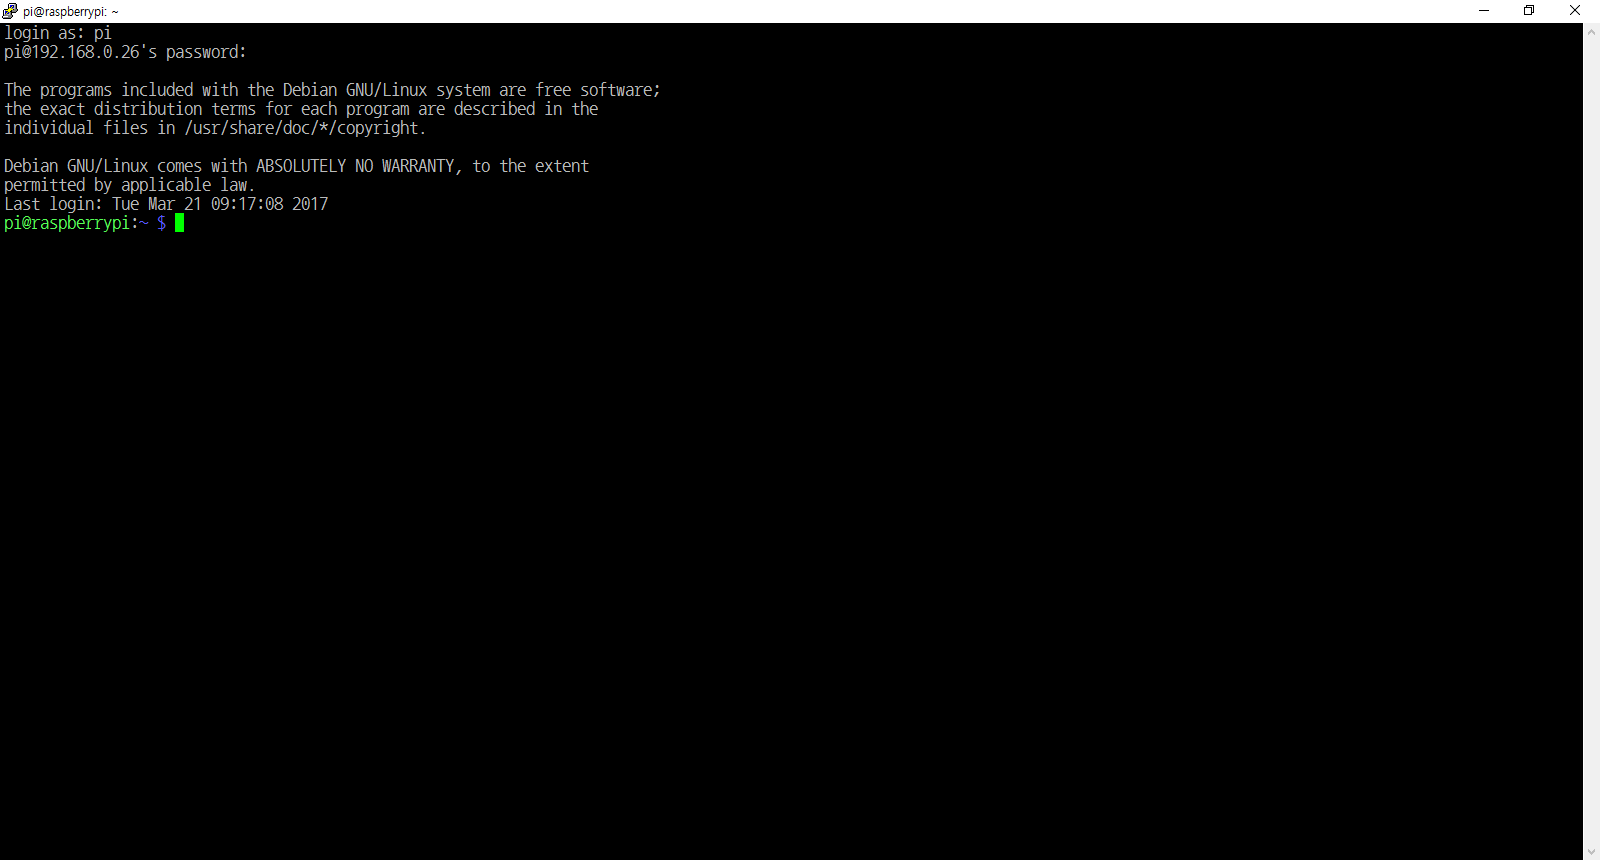 pi@raspberrypi: ~
login as: pi
pi@192.168.0.26's password:
The programs included with the Debian GNU/Linux system are free software;
the exact distribution terms for each program are described in the
individual files in /usr/share/doc/*/copyright.
Debian GNU/Linux comes with ABSOLUTELY NO WARRANTY, to the extent
permitted by applicable law.
Last login: Tue Mar 21 09:17:08 2017
pi@raspberrypi:~ $